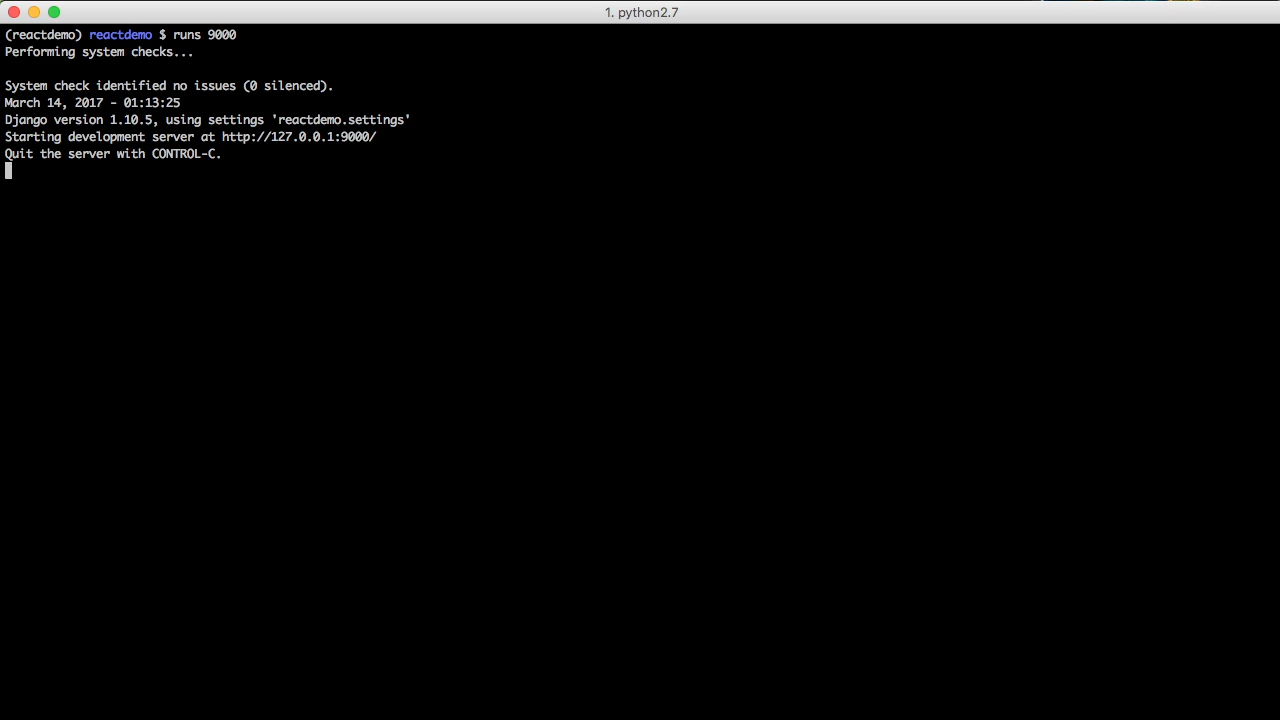 1. python2.7
(reactdemo) reactdemo $ runs 9000
Performing system checks...
System check identified no issues (0 silenced).
March 14, 2017 - 01:13:25
Django version 1.10.5, using settings 'reactdemo.settings'
Starting development server at http://127.0.0.1:9000/
Quit the server with CONTROL-C.